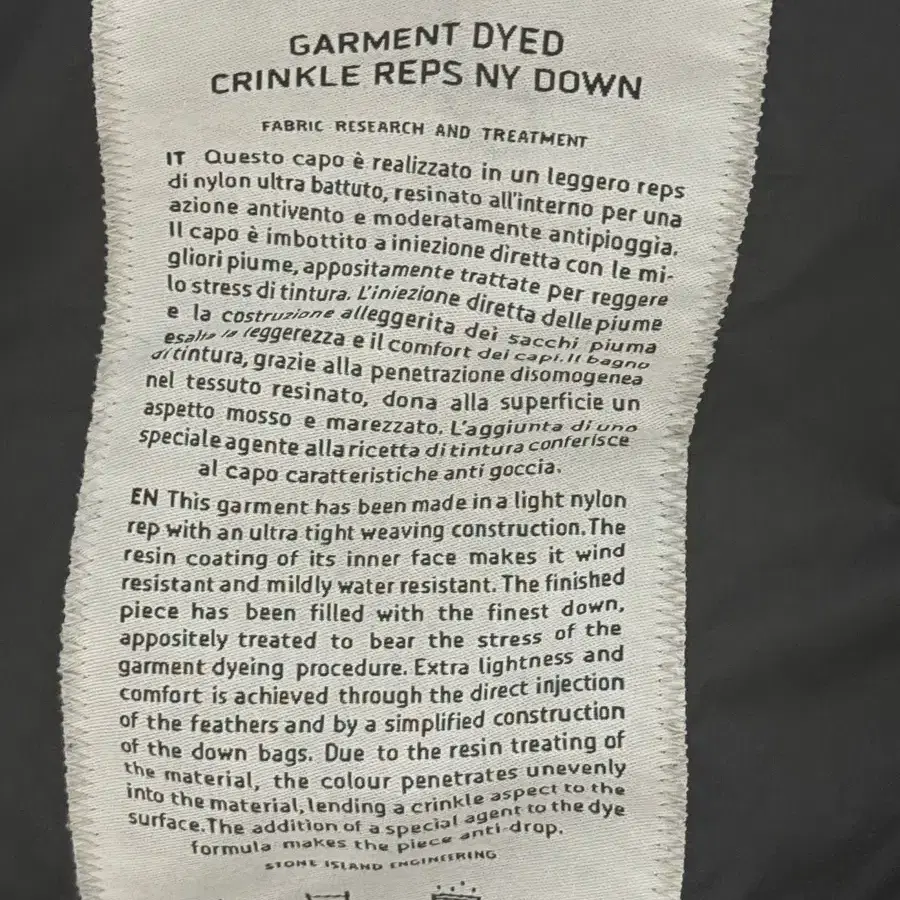 GARMENT DYED
CRINKLE REPS NY DOWN
FABRIC RESEARCH AND TREATMENT
IT Questo capo è realizzato in un leggero reps
di nylon ultra battuto, resinato all'interno per una
azione antivento e moderatamente antipioggia.
Il capo è imbottito a iniezione diretta con le mi-
gliori piume, appositamente trattate per reggere
lo stress di tintura. L'iniezione diretta delle piume
e la costruzione alleggerita dei sacchi piuma
esalta la leggerezza e il comfort dei capi. Il bagno
di tintura, grazie alla penetrazione disomogenea
nel tessuto resinato, dona alla superficie un
aspetto mosso e marezzato. L'aggiunta di uno
speciale agente alla ricetta di tintura conferisce
al capo caratteristiche anti goccia.
EN This garment has been made in a light nylon
rep with an ultra tight weaving construction. The
resin coating of its inner face makes it wind
resistant and mildly water resistant. The finished
piece has been filled with the finest down,
appositely treated to bear the stress of the
garment dyeing procedure. Extra lightness and
comfort is achieved through the direct injection
of the feathers and by a simplified construction
of the down bags. Due to the resin treating of
the material, the colour penetrates unevenly
into the material, lending a crinkle aspect to the
surface. The addition of a special agent to the dye
formula makes the piece anti-drop.
STONE ISLAND ENGINEERING